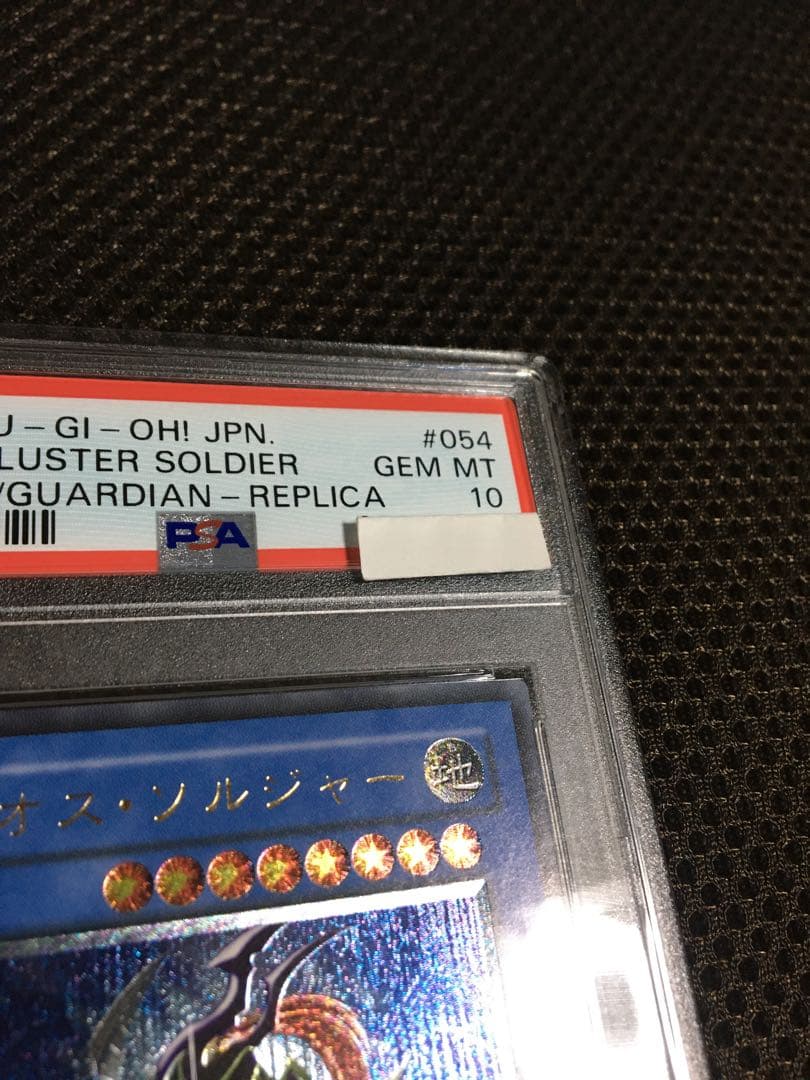 U-GI-OH! JPN. #054
LUSTER SOLDIER GEM MT
/GUARDIAN-REPLICA 10
PSA
オス・ソルジャー 地